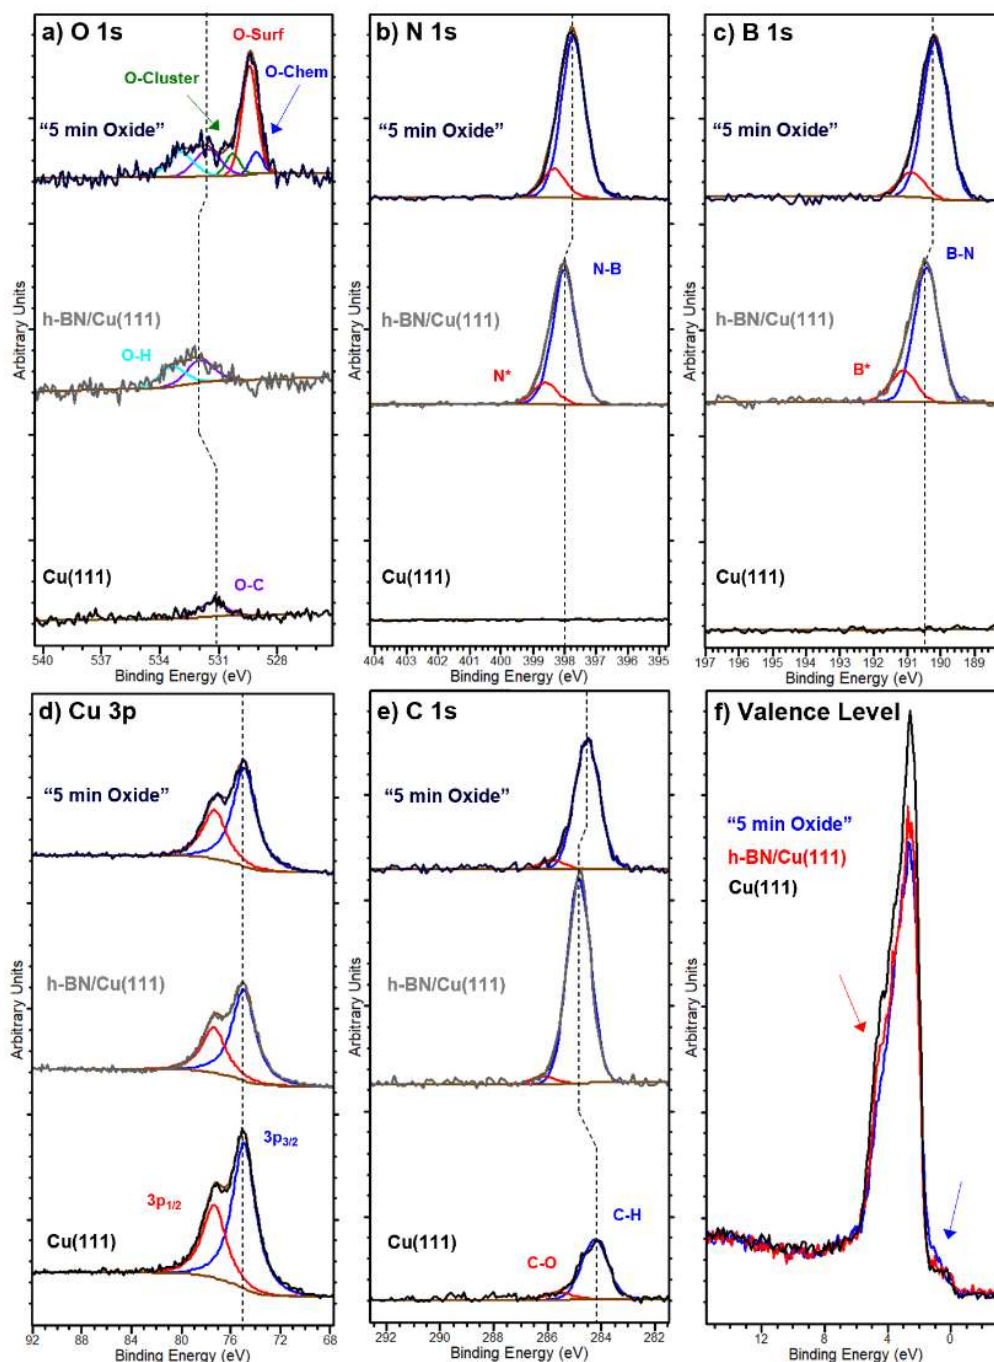 a) O 1s
O-Surf
O-Cluster
O-Chem
“5 min Oxide”
h-BN/Cu(111)
O-H
Cu(111)
O-C
Arbitrary Units
540 537 534 531 528
Binding Energy (eV)
b) N 1s
“5 min Oxide”
N-B
h-BN/Cu(111)
N*
Cu(111)
Arbitrary Units
404 403 402 401 400 399 398 397 396 395
Binding Energy (eV)
c) B 1s
“5 min Oxide”
B-N
h-BN/Cu(111)
B*
Cu(111)
Arbitrary Units
197 196 195 194 193 192 191 190 189
Binding Energy (eV)
d) Cu 3p
“5 min Oxide”
h-BN/Cu(111)
3p3/2
3p1/2
Cu(111)
Arbitrary Units
92 88 84 80 76 72 68
Binding Energy (eV)
e) C 1s
“5 min Oxide”
h-BN/Cu(111)
C-H
Cu(111)
C-O
Arbitrary Units
292 290 288 286 284 282
Binding Energy (eV)
f) Valence Level
“5 min Oxide”
h-BN/Cu(111)
Cu(111)
Arbitrary Units
12 8 4 0
Binding Energy (eV)